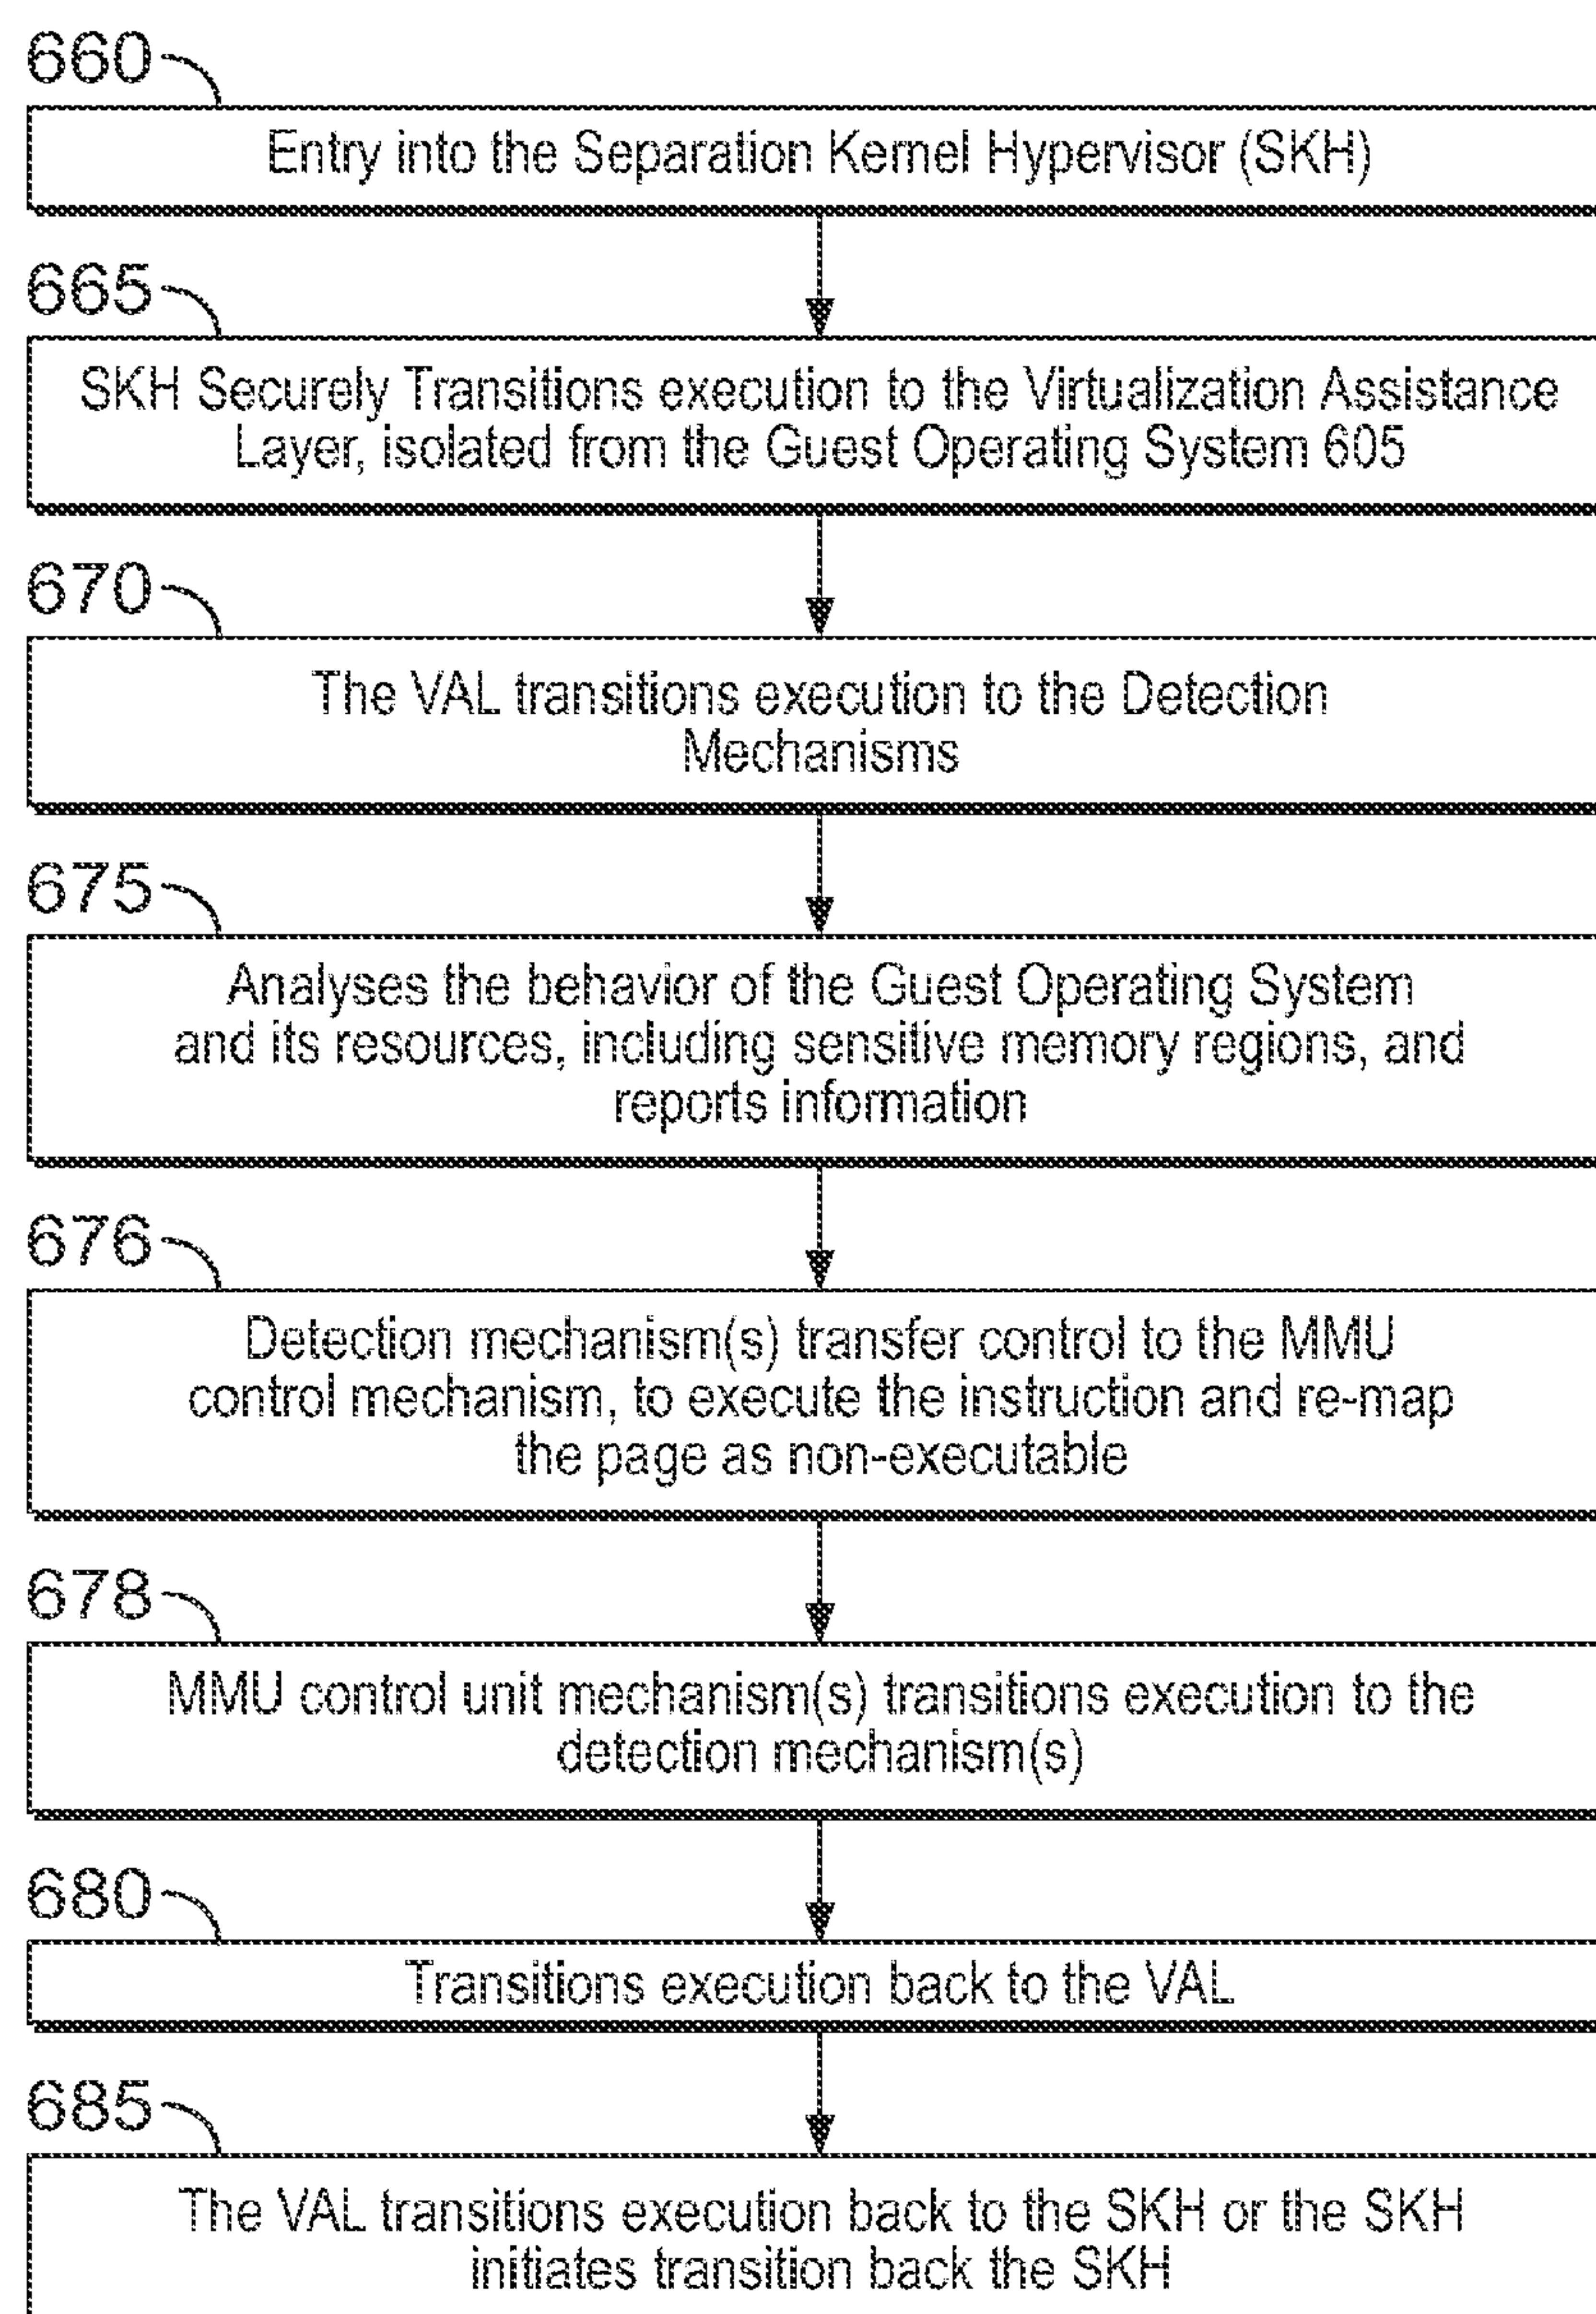 660
Entry into the Separation Kernel Hypervisor (SKH)
665
SKH Securely Transitions execution to the Virtualization Assistance
Layer, isolated from the Guest Operating System 605
670
The VAL transitions execution to the Detection
Mechanisms
675
Analyses the behavior of the Guest Operating System
and its resources, including sensitive memory regions, and
reports information
676
Detection mechanism(s) transfer control to the MMU
control mechanism, to execute the instruction and re-map
the page as non-executable
678
MMU control unit mechanism(s) transitions execution to the
detection mechanism(s)
680
Transitions execution back to the VAL
685
The VAL transitions execution back to the SKH or the SKH
initiates transition back the SKH